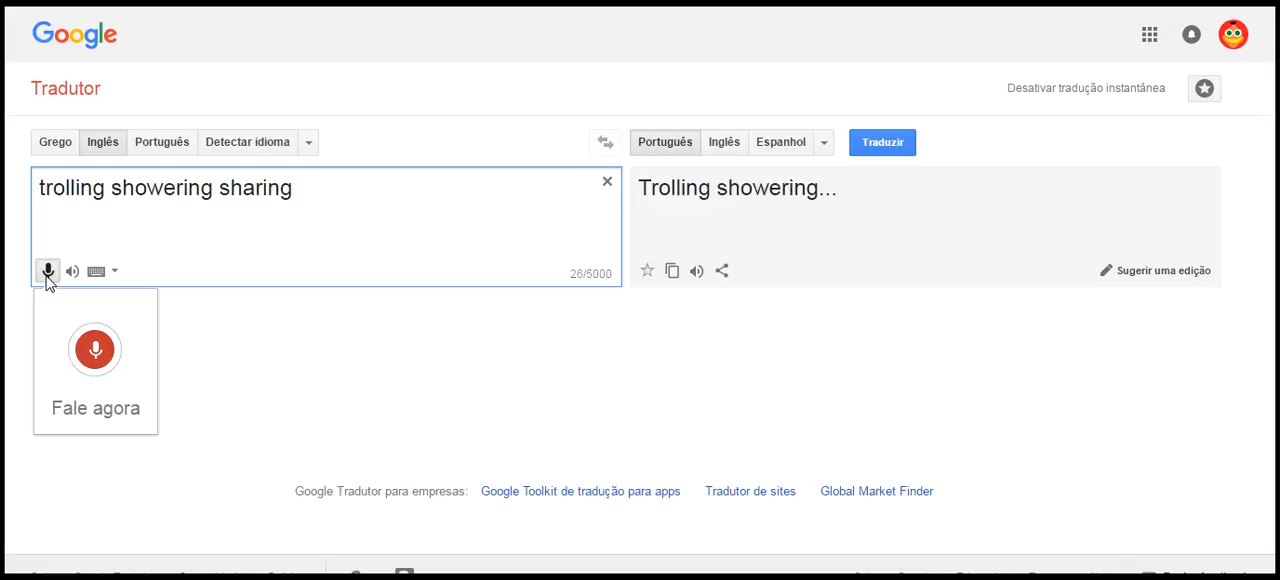 Google
Tradutor
Desativar tradução instantânea
Grego Inglês Português Detectar idioma
Português Inglês Espanhol
Traduzir
trolling showering sharing
Trolling showering...
26/5000
Sugerir uma edição
Fale agora
Google Tradutor para empresas: Google Toolkit de tradução para apps Tradutor de sites Global Market Finder